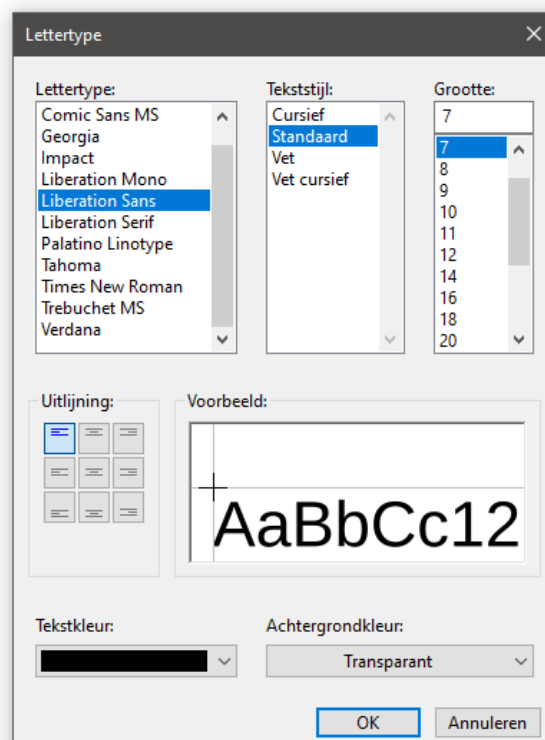 Lettertype
Lettertype:
Comic Sans MS
Georgia
Impact
Liberation Mono
Liberation Sans
Liberation Serif
Palatino Linotype
Tahoma
Times New Roman
Trebuchet MS
Verdana
Tekststijl:
Cursief
Standaard
Vet
Vet cursief
Grootte:
7
7
8
9
10
11
12
14
16
18
20
Uitlijning:
Voorbeeld:
AaBbCc12
Tekstkleur:
Achtergrondkleur:
Transparant
OK
Annuleren